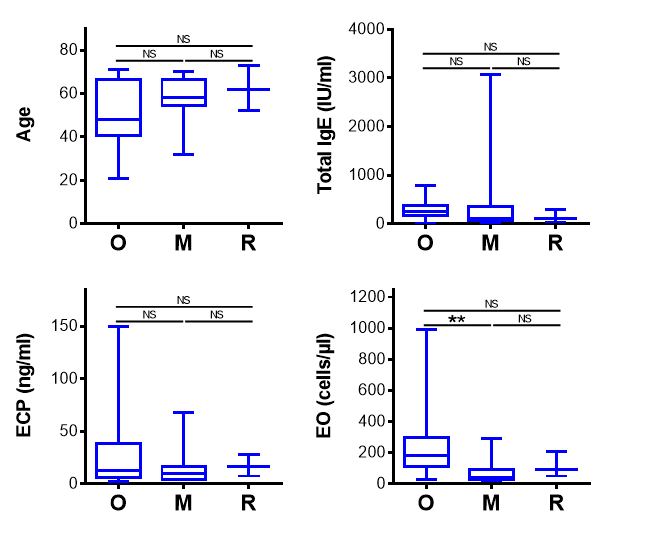 NS
NS NS
80
60
40
20
0
Age
O M R
NS
NS NS
4000
3000
2000
1000
0
Total IgE (IU/ml)
O M R
NS
NS NS
150
100
50
0
ECP (ng/ml)
O M R
NS
** NS
1200
1000
800
600
400
200
0
EO (cells/μl)
O M R